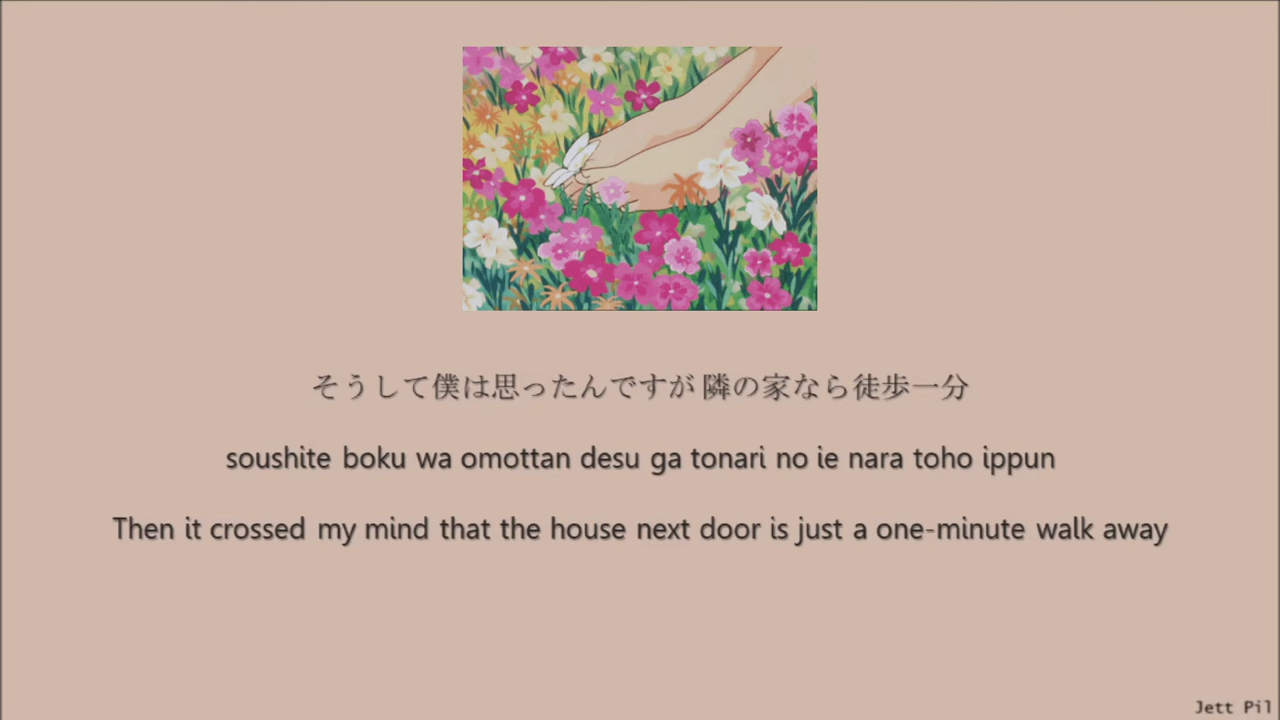 そうして僕は思ったんですが 隣の家なら徒歩一分
soushite boku wa omottan desu ga tonari no ie nara toho ippun
Then it crossed my mind that the house next door is just a one-minute walk away
Jett Pil